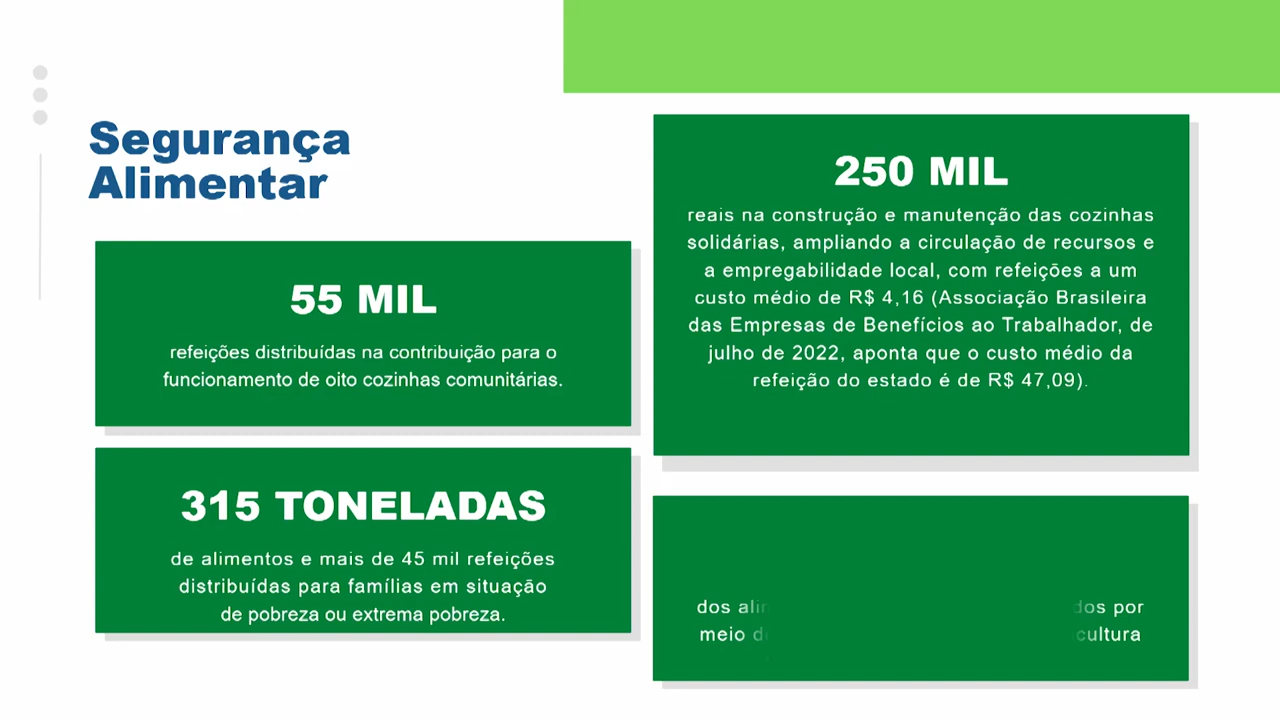 Segurança
Alimentar
55 MIL
refeições distribuídas na contribuição para o
funcionamento de oito cozinhas comunitárias.
315 TONELADAS
de alimentos e mais de 45 mil refeições
distribuídas para famílias em situação
de pobreza ou extrema pobreza.
250 MIL
reais na construção e manutenção das cozinhas
solidárias, ampliando a circulação de recursos e
a empregabilidade local, com refeições a um
custo médio de R$ 4,16 (Associação Brasileira
das Empresas de Benefícios ao Trabalhador, de
julho de 2022, aponta que o custo médio da
refeição do estado é de R$ 47,09).
dos por
meio